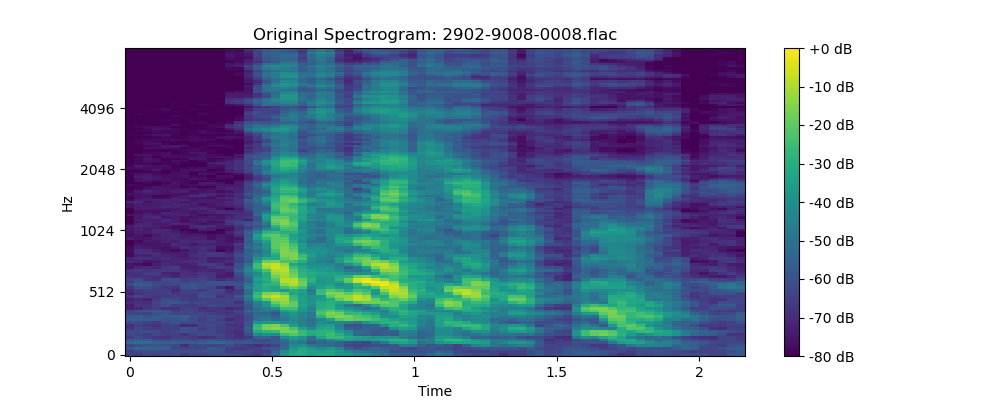 Original Spectrogram: 2902-9008-0008.flac
Hz
4096
2048
1024
512
0
0 0.5 1 1.5 2
Time
+0 dB
-10 dB
-20 dB
-30 dB
-40 dB
-50 dB
-60 dB
-70 dB
-80 dB